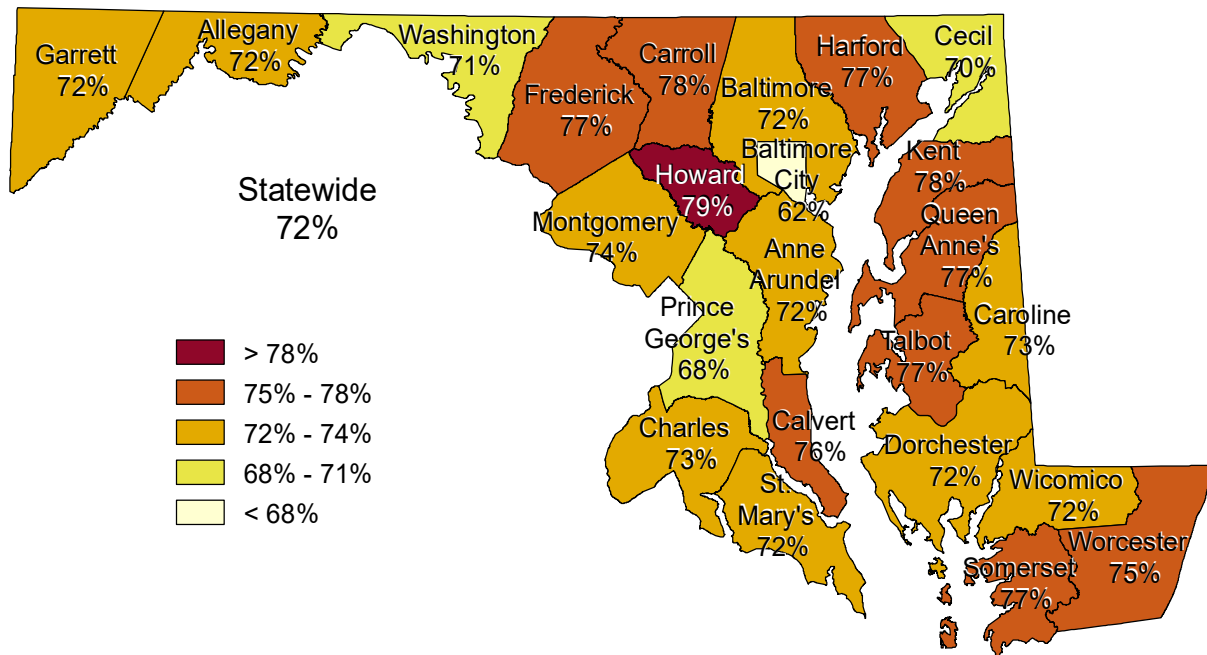 Garrett
72%
Allegany
72%
Washington
71%
Frederick
77%
Carroll
78%
Baltimore
72%
Harford
77%
Cecil
70%
Baltimore
City
62%
Howard
79%
Montgomery
74%
Kent
78%
Queen
Anne's
77%
Anne
Arundel
72%
Prince
George's
68%
Caroline
73%
Talbot
77%
Calvert
76%
Charles
73%
St.
Mary's
72%
Dorchester
72%
Wicomico
72%
Somerset
77%
Worcester
75%
Statewide
72%
> 78%
75% - 78%
72% - 74%
68% - 71%
< 68%